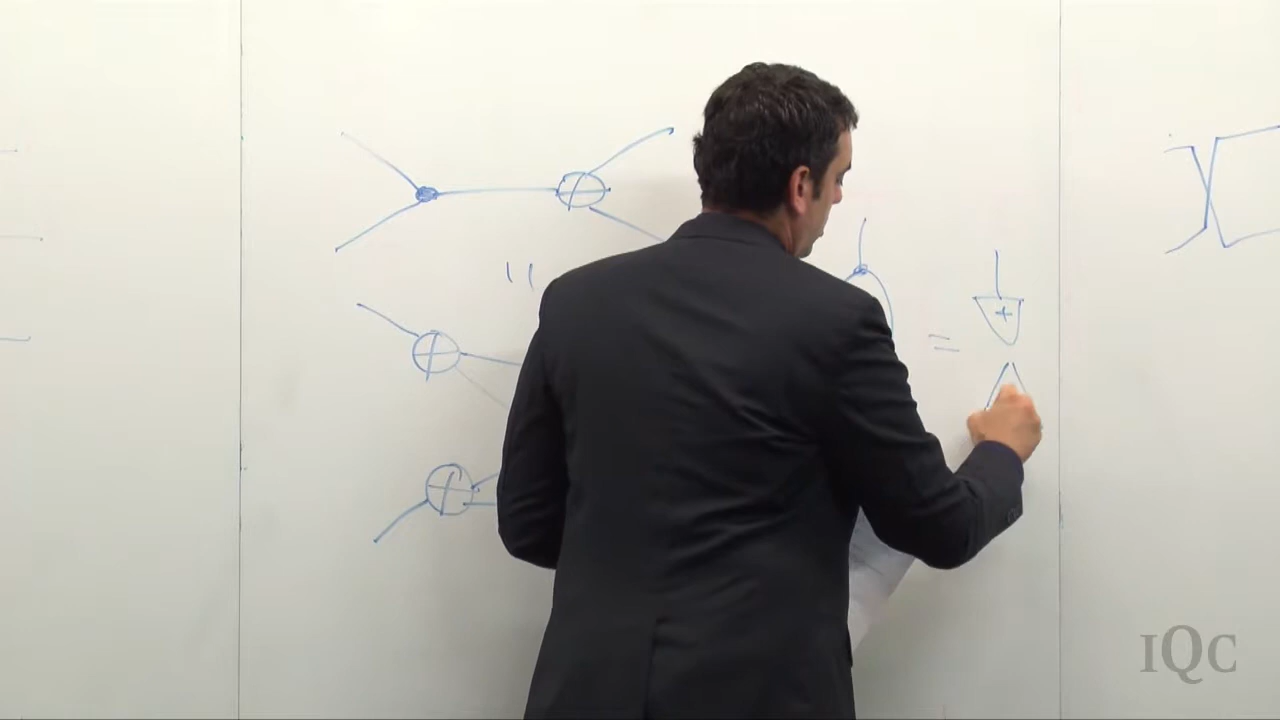 =
+
IQC